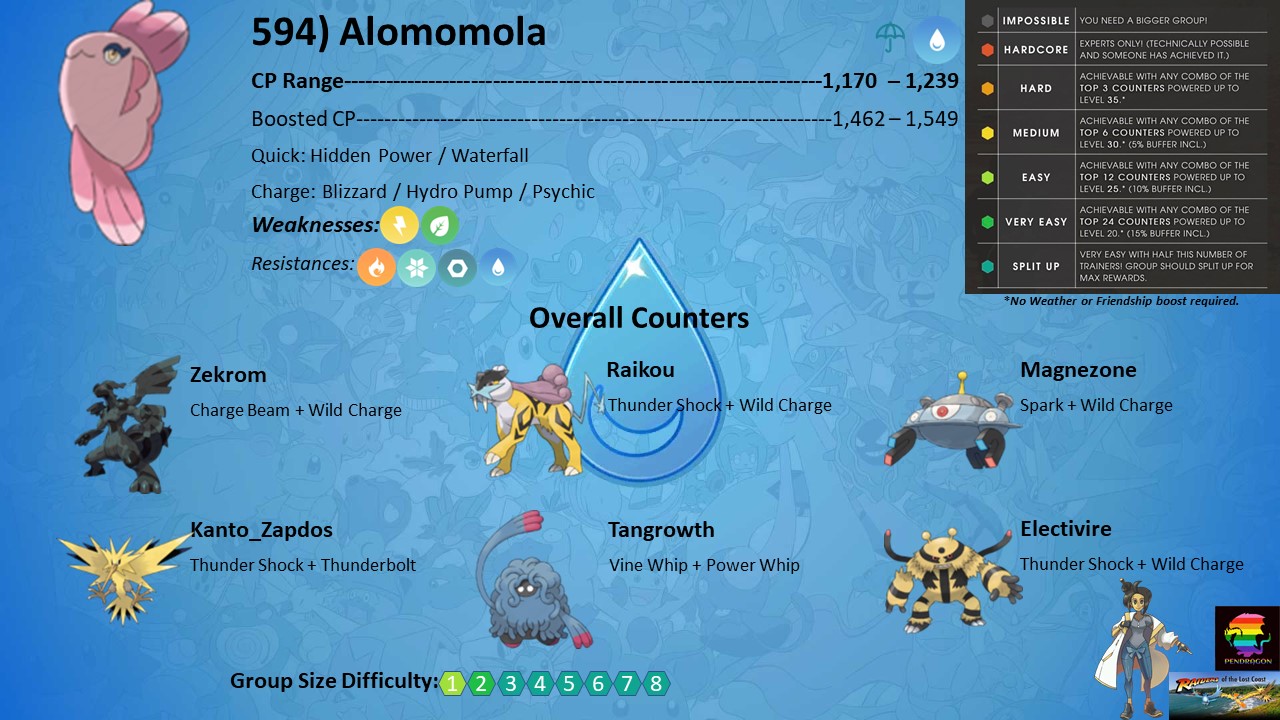 594) Alomomola
CP Range----------------------------------------------------------------------1,170 – 1,239
Boosted CP----------------------------------------------------------------------1,462 – 1,549
Quick: Hidden Power / Waterfall
Charge: Blizzard / Hydro Pump / Psychic
Weaknesses:
Resistances:
IMPOSSIBLE YOU NEED A BIGGER GROUP!
HARDCORE EXPERTS ONLY! (TECHNICALLY POSSIBLE
AND SOMEONE HAS ACHIEVED IT.)
HARD ACHIEVABLE WITH ANY COMBO OF THE
TOP 3 COUNTERS POWERED UP TO
LEVEL 35.*
MEDIUM ACHIEVABLE WITH ANY COMBO OF THE
TOP 6 COUNTERS POWERED UP TO
LEVEL 30.* (5% BUFFER INCL.)
EASY ACHIEVABLE WITH ANY COMBO OF THE
TOP 12 COUNTERS POWERED UP TO
LEVEL 25.* (10% BUFFER INCL.)
VERY EASY ACHIEVABLE WITH ANY COMBO OF THE
TOP 24 COUNTERS POWERED UP TO
LEVEL 20.* (15% BUFFER INCL.)
SPLIT UP VERY EASY WITH HALF THIS NUMBER OF
TRAINERS! GROUP SHOULD SPLIT UP FOR
MAX REWARDS.
*No Weather or Friendship boost required.
Overall Counters
Zekrom
Charge Beam + Wild Charge
Raikou
Thunder Shock + Wild Charge
Magnezone
Spark + Wild Charge
Kanto_Zapdos
Thunder Shock + Thunderbolt
Tangrowth
Vine Whip + Power Whip
Electivire
Thunder Shock + Wild Charge
Group Size Difficulty: 1 2 3 4 5 6 7 8
PENDRAGON
RAIDERS of the Lost Coast